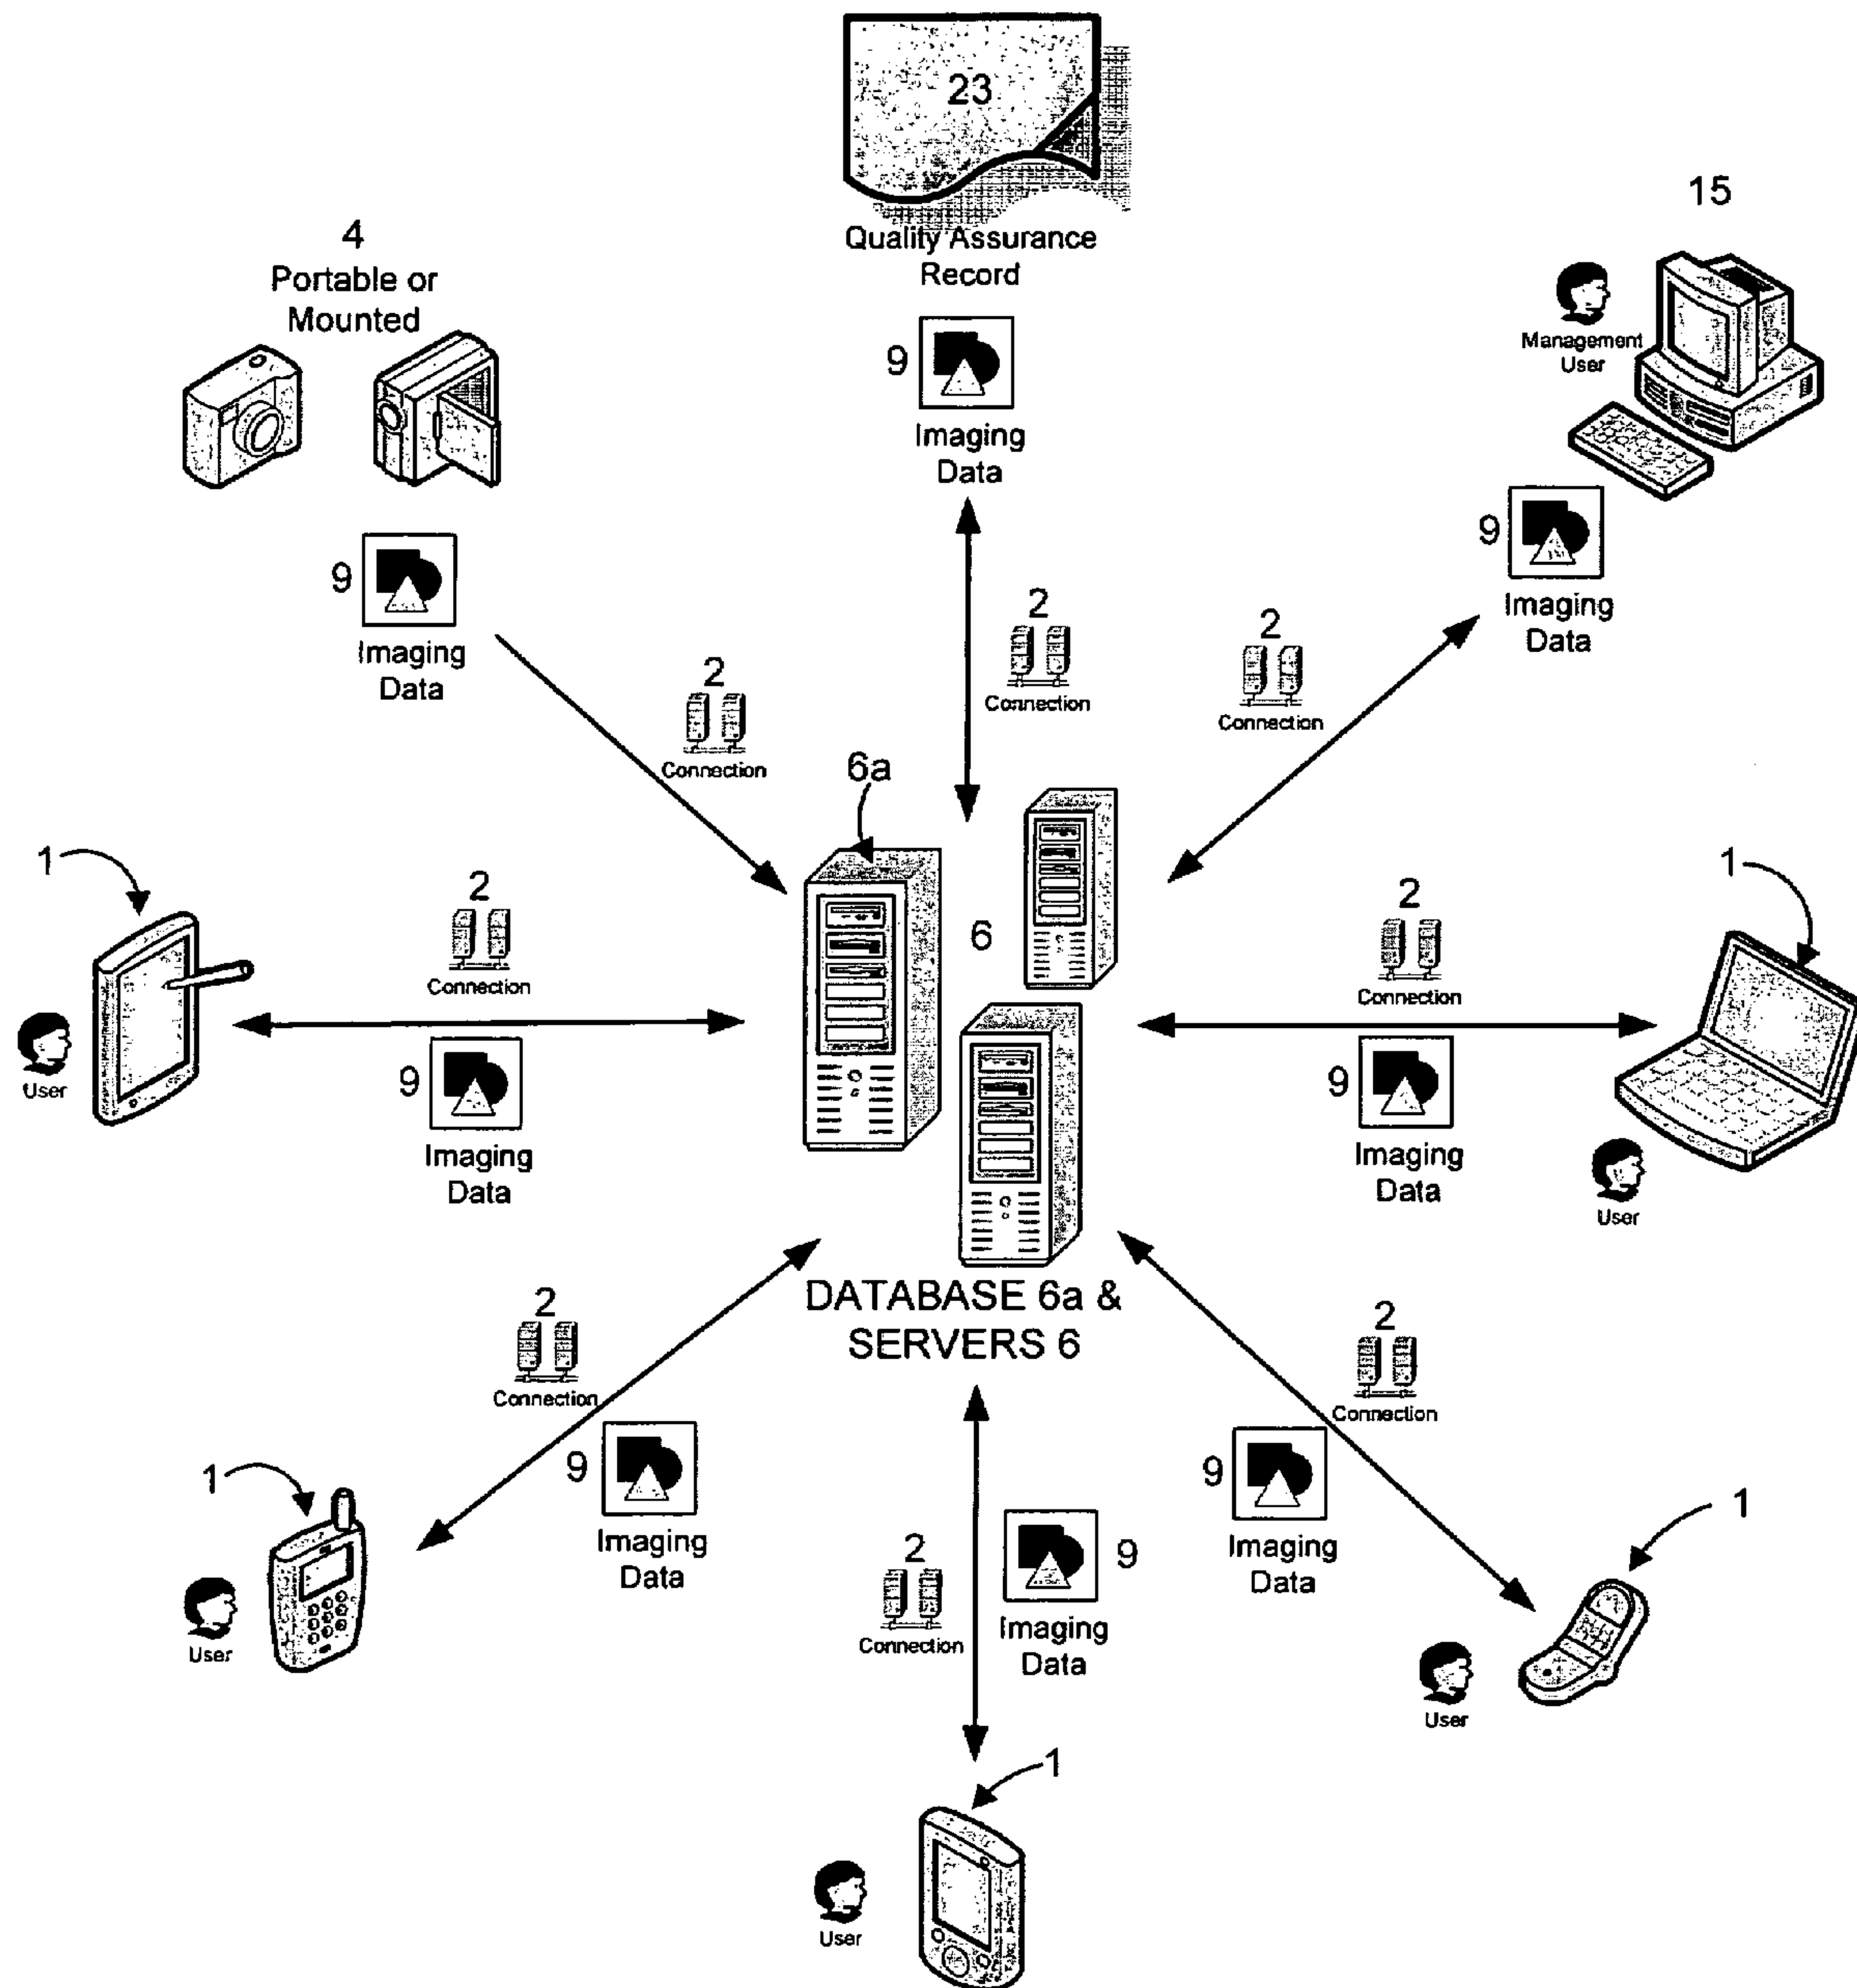 23
Quality Assurance
Record
4
Portable or
Mounted
15
Management
User
9
Imaging
Data
9
Imaging
Data
9
Imaging
Data
2
Connection
2
Connection
2
Connection
6a
6
1
2
Connection
User
9
Imaging
Data
2
Connection
1
9
Imaging
Data
User
DATABASE 6a &
SERVERS 6
2
Connection
9
Imaging
Data
1
User
2
Connection
9
Imaging
Data
2
Connection
9
Imaging
Data
1
User
1
User